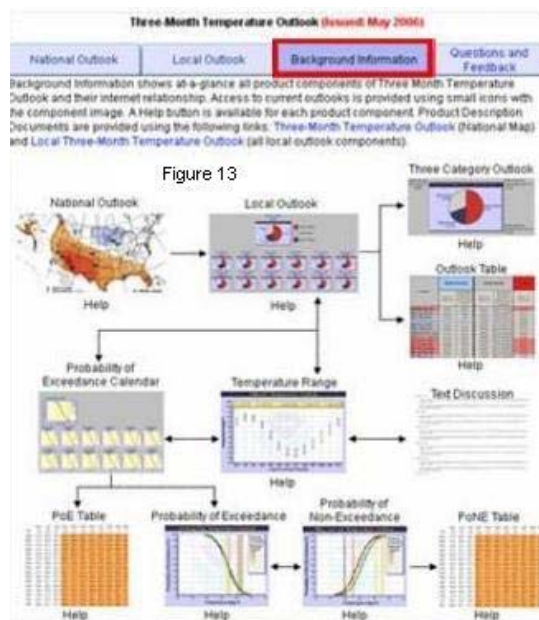 Three-Month Temperature Outlook (Issued: May 2006)
National Outlook
Local Outlook
Background Information
Questions and
Feedback
Background Information shows at-a-glance all product components of Three Month Temperature
Outlook and their internet relationship. Access to current outlooks is provided using small icons with
the component image. A Help button is available for each product component. Product Description
Documents are provided using the following links: Three-Month Temperature Outlook (National Map)
and Local Three-Month Temperature Outlook (all local outlook components).
Figure 13
National Outlook
Help
Local Outlook
Help
Three Category Outlook
Help
Outlook Table
Help
Probability of
Exceedance Calendar
Temperature Range
Help
Text Discussion
PoE Table
Help
Probability of Exceedance
Help
Probability of
Non-Exceedance
Help
PoNE Table
Help